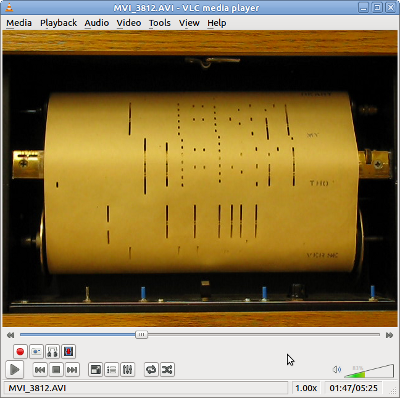 MVI_3812.AVI - VLC media player
Media Playback Audio Video Tools View Help
MY
THO
MVI_3812.AVI 1.00x 01:47/05:25